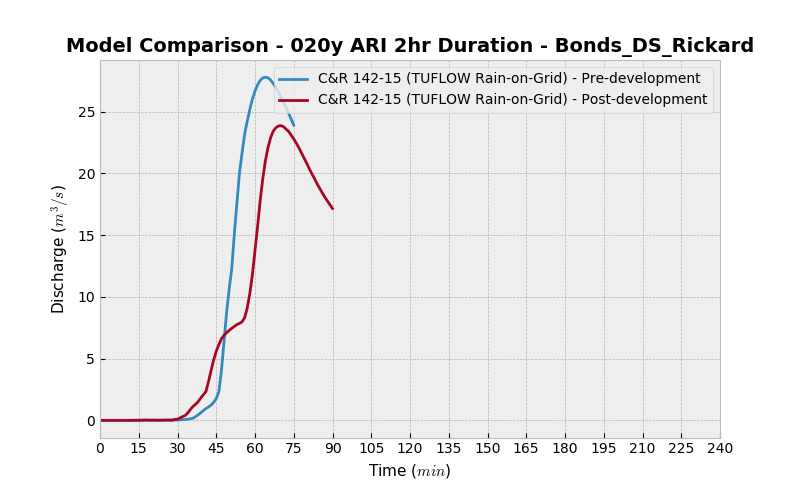 Model Comparison - 020y ARI 2hr Duration - Bonds_DS_Rickard
C&R 142-15 (TUFLOW Rain-on-Grid) - Pre-development
C&R 142-15 (TUFLOW Rain-on-Grid) - Post-development
Discharge (m³/s)
25
20
15
10
5
0
0 15 30 45 60 75 90 105 120 135 150 165 180 195 210 225 240
Time (min)